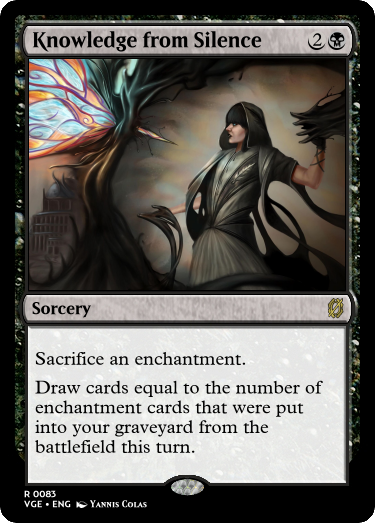 Knowledge from Silence 2
Sorcery
Sacrifice an enchantment.
Draw cards equal to the number of
enchantment cards that were put
into your graveyard from the
battlefield this turn.
R 0083
VGE • ENG Yannis Colas